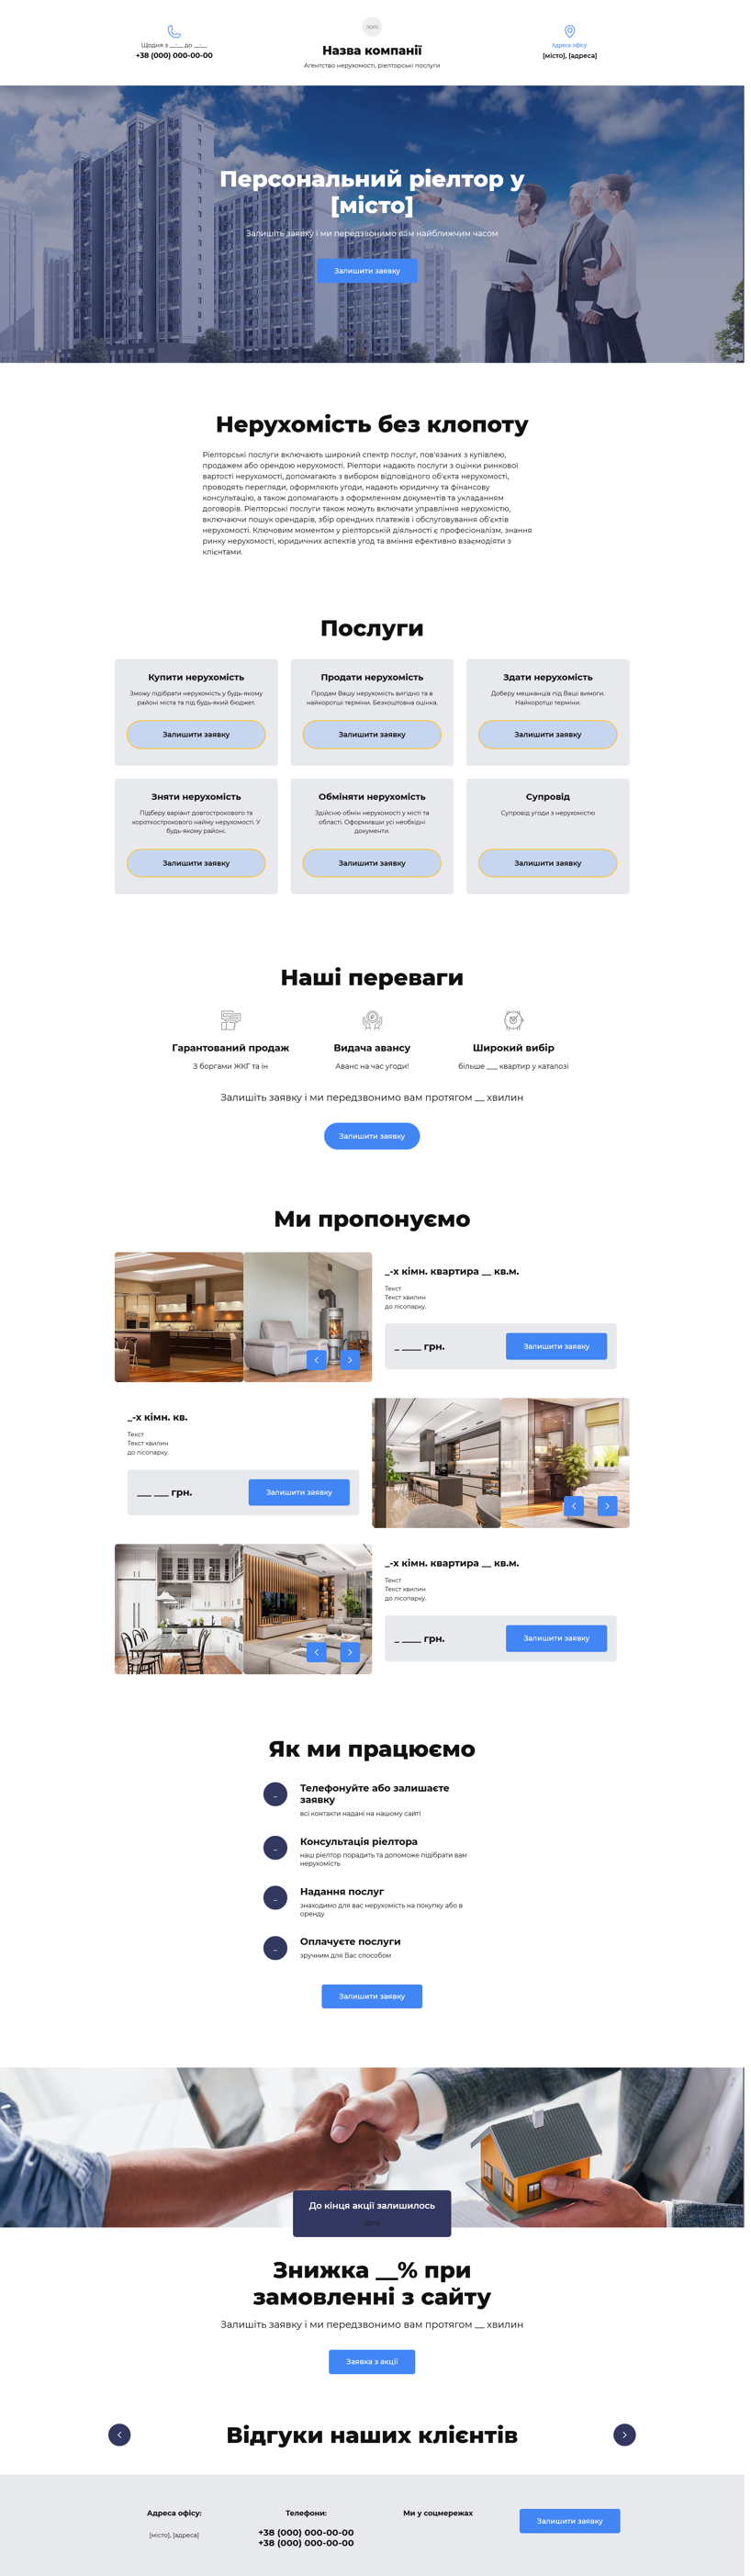 Щодня з __:__ до __:__
+38 (000) 000-00-00
ЛОГО
Назва компанії
Агентство нерухомості, ріелторські послуги
Адреса офісу:
[місто], [адреса]
Персональний ріелтор у
[місто]
Залишіть заявку і ми передзвонимо вам найближчим часом
Залишити заявку
Нерухомість без клопоту
Ріелторські послуги включають широкий спектр послуг, пов'язаних з купівлею,
продажем або орендою нерухомості. Ріелтори надають послуги з оцінки ринкової
вартості нерухомості, допомагають з вибором відповідного об'єкта нерухомості,
проводять перегляди, оформляють угоди, надають юридичну та фінансову
консультацію, а також допомагають з оформленням документів та укладанням
договорів. Ріелторські послуги також можуть включати управління нерухомістю,
включаючи пошук орендарів, збір орендних платежів і обслуговування об'єктів
нерухомості. Ключовим моментом у ріелторській діяльності є професіоналізм, знання
ринку нерухомості, юридичних аспектів угод та вміння ефективно взаємодіяти з
клієнтами.
Послуги
Купити нерухомість
Зможу підібрати нерухомість у будь-якому
районі міста та під будь-який бюджет.
Залишити заявку
Продати нерухомість
Продам Вашу нерухомість вигідно та в
найкоротші терміни. Безкоштовна оцінка.
Залишити заявку
Здати нерухомість
Доберу мешканців під Ваші вимоги.
Найкоротші терміни.
Залишити заявку
Зняти нерухомість
Підберу варіант довгострокового та
короткострокового найму нерухомості. У
будь-якому районі.
Залишити заявку
Обміняти нерухомість
Здійсню обмін нерухомості у місті та
області. Оформивши усі необхідні
документи.
Залишити заявку
Супровід
Супровід угоди з нерухомістю
Залишити заявку
Наші переваги
Гарантований продаж
З боргами ЖКГ та ін
Видача авансу
Аванс на час угоди!
Широкий вибір
більше ___ квартир у каталозі
Залишіть заявку і ми передзвонимо вам протягом __ хвилин
Залишити заявку
Ми пропонуємо
_-х кімн. квартира __ кв.м.
Текст
Текст хвилин
до лісопарку.
_ ____ грн.
Залишити заявку
_-х кімн. кв.
Текст
Текст хвилин
до лісопарку.
___ ___ грн.
Залишити заявку
_-х кімн. квартира __ кв.м.
Текст
Текст хвилин
до лісопарку.
_ ____ грн.
Залишити заявку
Як ми працюємо
_
Телефонуйте або залишаєте
заявку
всі контакти надані на нашому сайті
_
Консультація ріелтора
наш ріелтор порадить та допоможе підібрати вам
нерухомість
_
Надання послуг
знаходимо для вас нерухомість на покупку або в
оренду
_
Оплачуєте послуги
зручним для Вас способом
Залишити заявку
До кінця акції залишилось
Знижка __% при
замовленні з сайту
Залишіть заявку і ми передзвонимо вам протягом __ хвилин
Заявка з акції
Відгуки наших клієнтів
Адреса офісу:
[місто], [адреса]
Телефони:
+38 (000) 000-00-00
+38 (000) 000-00-00
Ми у соцмережах
Залишити заявку